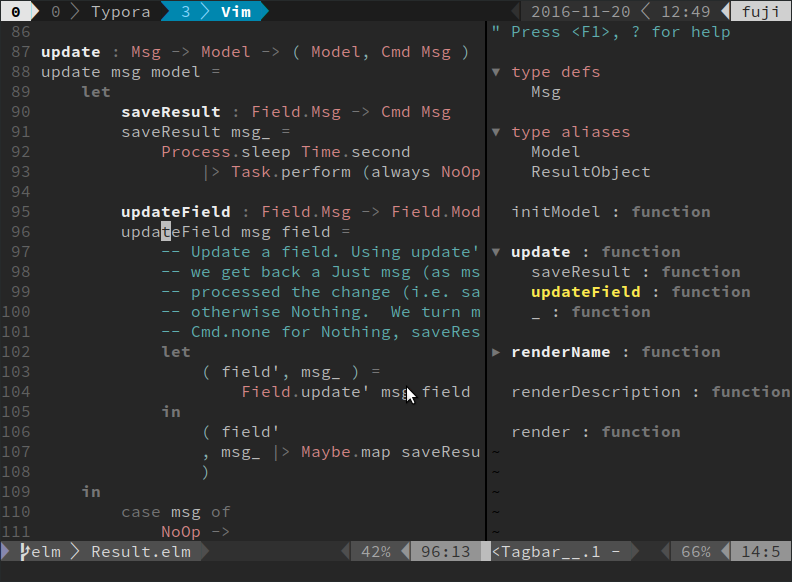 0 0 Typora 3 Vim 2016-11-20 12:49 fuji
86
87 update : Msg -> Model -> ( Model, Cmd Msg )
88 update msg model =
89 let
90 saveResult : Field.Msg -> Cmd Msg
91 saveResult msg_ =
92 Process.sleep Time.second
93 |> Task.perform (always NoOp
94
95 updateField : Field.Msg -> Field.Mod
96 updateField msg field =
97 -- Update a field. Using update'
98 -- we get back a Just msg (as ms
99 -- processed the change (i.e. sa
100 -- otherwise Nothing.  We turn m
101 -- Cmd.none for Nothing, saveRes
102 let
103 ( field', msg_ ) =
104 Field.update' msg field
105 in
106 ( field'
107 , msg_ |> Maybe.map saveResu
108 )
109 in
110 case msg of
111 NoOp ->
elm Result.elm 42% 96:13
" Press <F1>, ? for help
▼ type defs
Msg
▼ type aliases
Model
ResultObject
initModel : function
▼ update : function
saveResult : function
updateField : function
_ : function
▶ renderName : function
renderDescription : function
render : function
~
~
~
~
~
<Tagbar__.1 - 66% 14:5